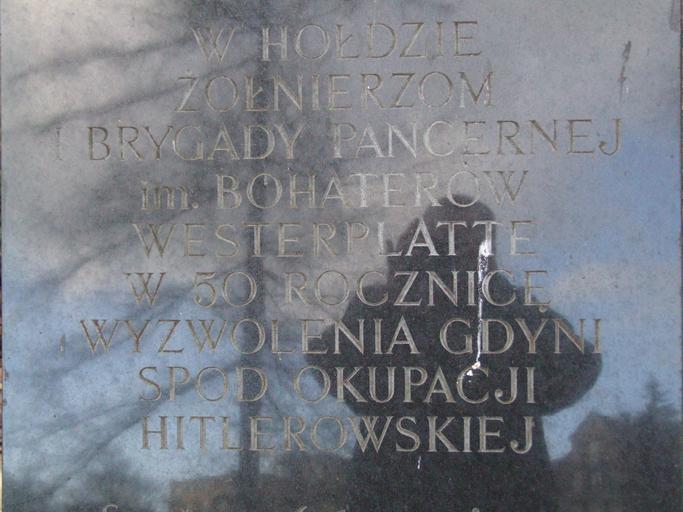 W HOŁDZIE
ŻOŁNIERZOM
I BRYGADY PANCERNEJ
im. BOHATERÓW
WESTERPLATTE
W 50 ROCZNICĘ
WYZWOLENIA GDYNI
SPOD OKUPACJI
HITLEROWSKIEJ